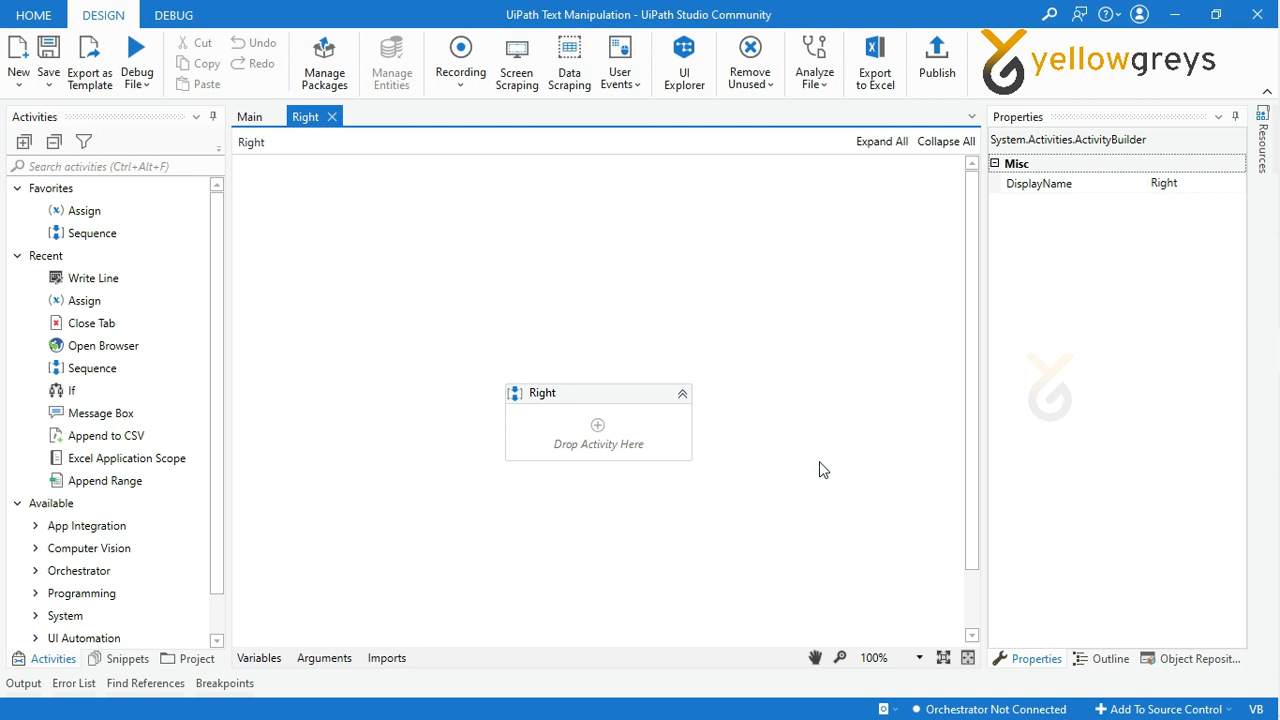 HOME DESIGN DEBUG UiPath Text Manipulation - UiPath Studio Community
New Save Export as Template Debug File Cut Copy Paste Undo Redo Manage Packages Manage Entities Recording Screen Scraping Data Scraping User Events UI Explorer Remove Unused Analyze File Export to Excel Publish
yellowgreys
Activities
Search activities (Ctrl+Alt+F)
Favorites
Assign
Sequence
Recent
Write Line
Assign
Close Tab
Open Browser
Sequence
If
Message Box
Append to CSV
Excel Application Scope
Append Range
Available
App Integration
Computer Vision
Orchestrator
Programming
System
UI Automation
Activities Snippets Project
Main Right
Right Expand All Collapse All
Right
Drop Activity Here
Variables Arguments Imports 100%
Properties
System.Activities.ActivityBuilder
Misc
DisplayName Right
Resources
Properties Outline Object Reposit...
Output Error List Find References Breakpoints
Orchestrator Not Connected Add To Source Control VB